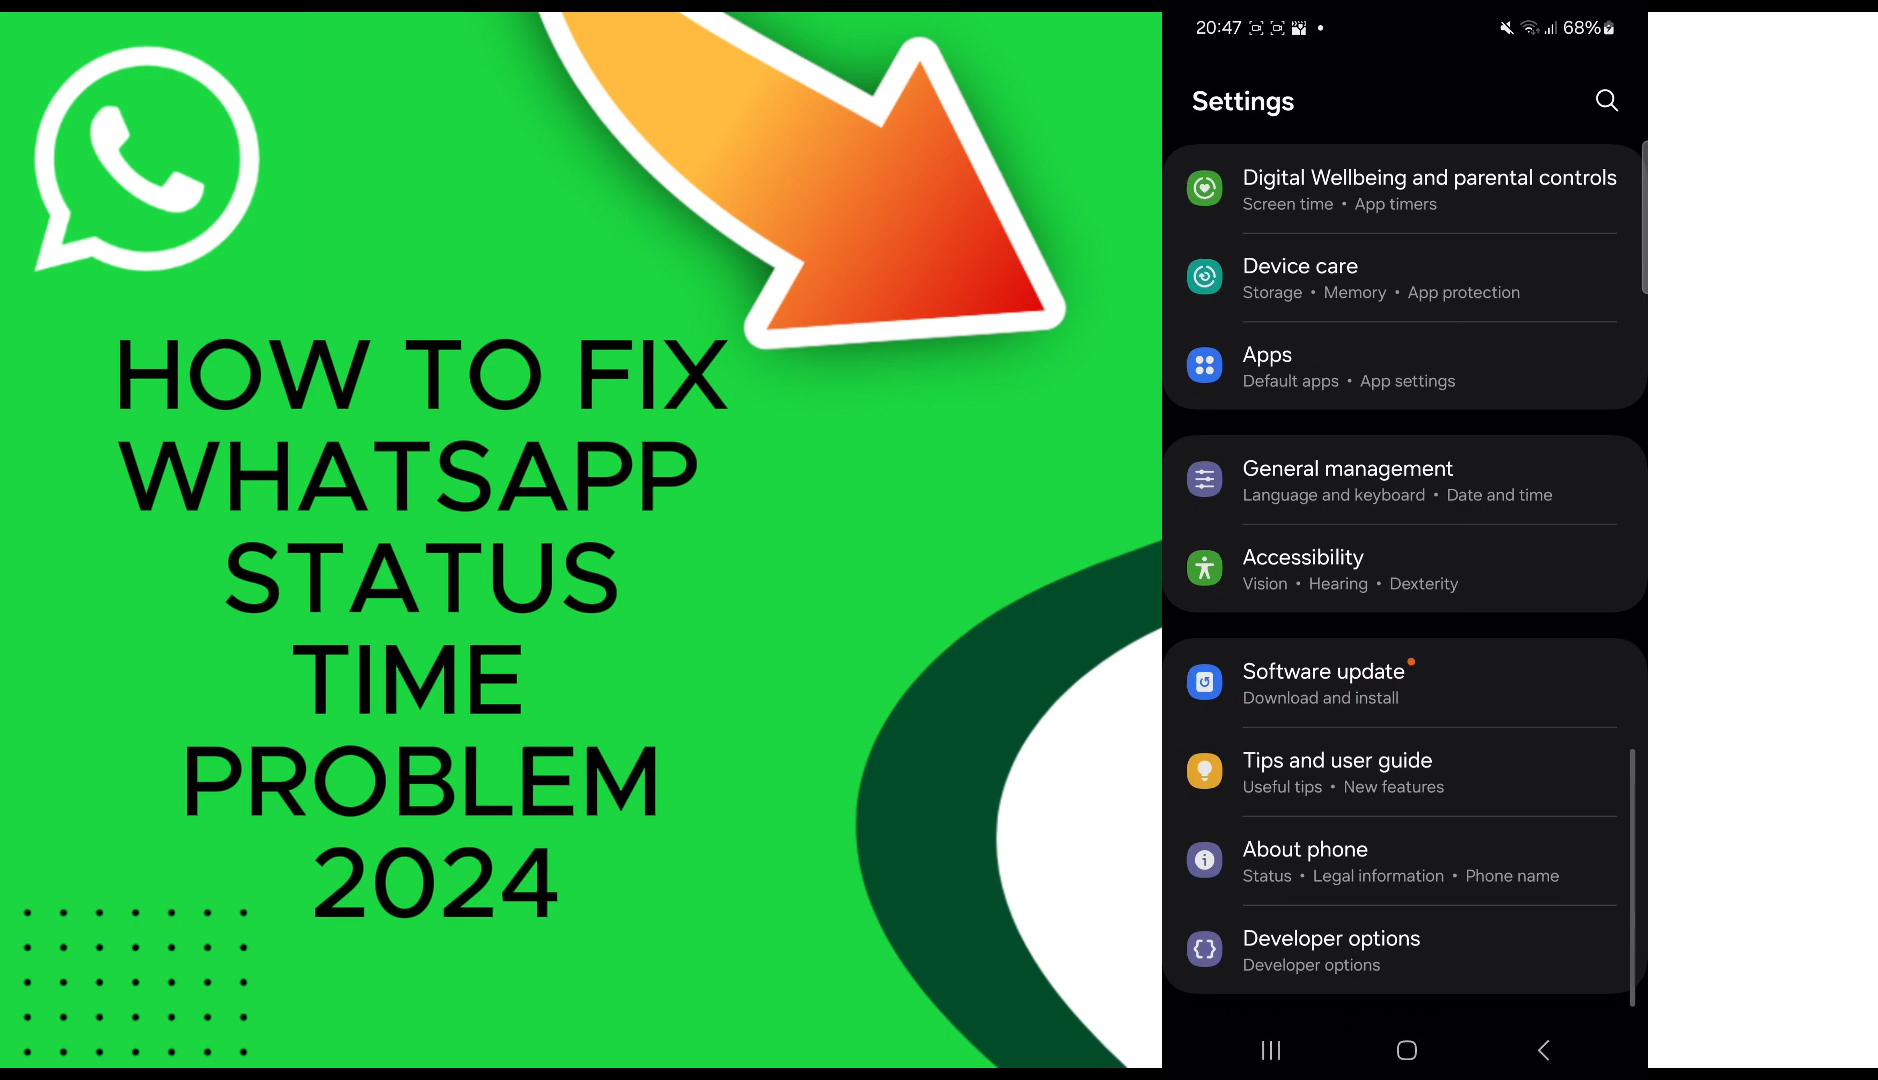 HOW TO FIX
WHATSAPP
STATUS
TIME
PROBLEM
2024
20:47
68%
Settings
Digital Wellbeing and parental controls
Screen time • App timers
Device care
Storage • Memory • App protection
Apps
Default apps • App settings
General management
Language and keyboard • Date and time
Accessibility
Vision • Hearing • Dexterity
Software update
Download and install
Tips and user guide
Useful tips • New features
About phone
Status • Legal information • Phone name
Developer options
Developer options